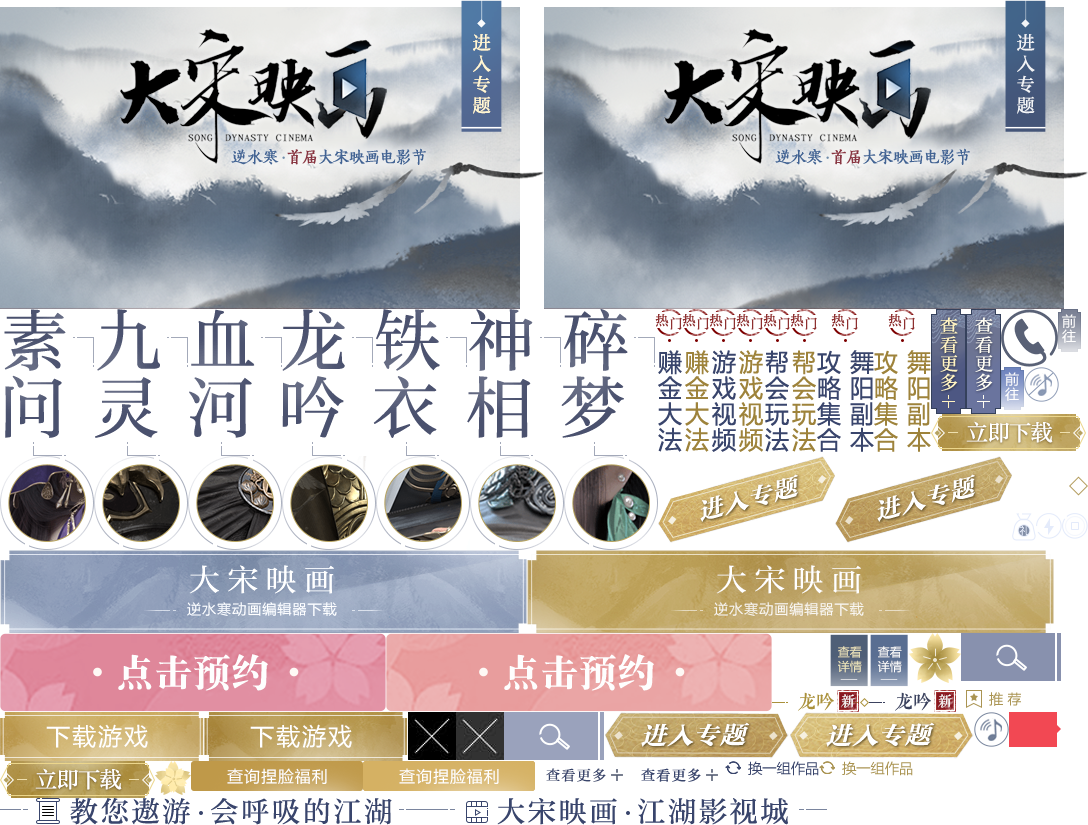 大宋映画
SONG DYNASTY CINEMA
逆水寒·首届大宋映画电影节
进入专题
大宋映画
SONG DYNASTY CINEMA
逆水寒·首届大宋映画电影节
进入专题
素问
九灵
血河
龙吟
铁衣
神相
碎梦
热门
热门
热门
热门
热门
热门
热门
热门
赚金大法
赚金大法
游戏视频
游戏视频
帮会玩法
帮会玩法
攻略集合
舞阳副本
攻略集合
舞阳副本
查看更多
查看更多
前往
前往
立即下载
进入专题
进入专题
大宋映画
逆水寒动画编辑器下载
大宋映画
逆水寒动画编辑器下载
·点击预约·
·点击预约·
查看详情
查看详情
龙吟 新
龙吟 新
推荐
下载游戏
下载游戏
进入专题
进入专题
立即下载
查询捏脸福利
查询捏脸福利
查看更多+
查看更多+
换一组作品
换一组作品
教您遨游·会呼吸的江湖
大宋映画·江湖影视城